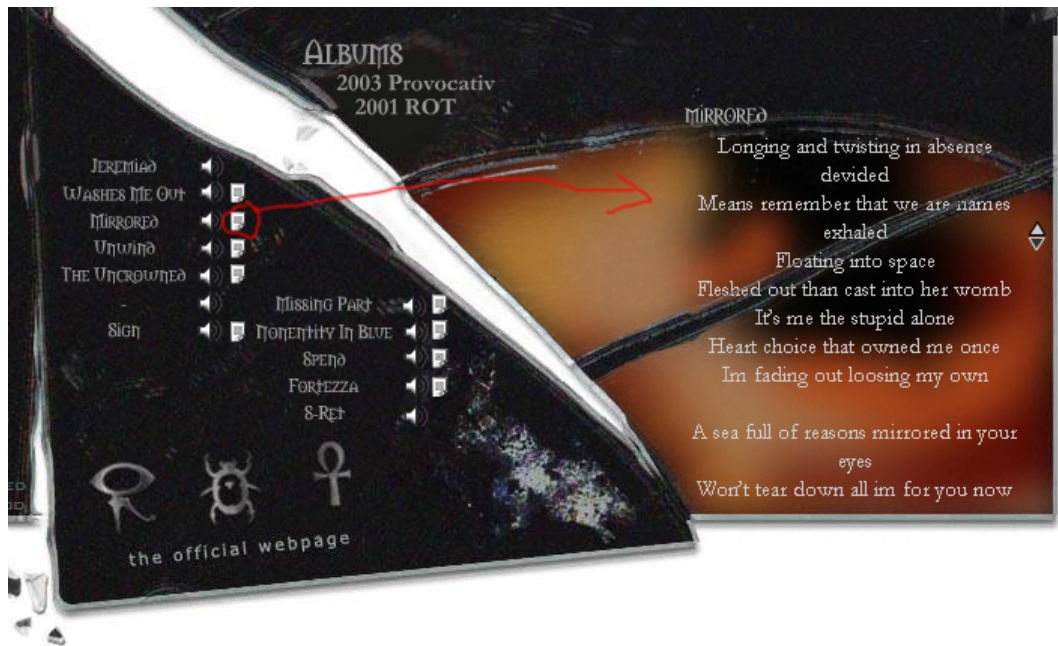 Albums
2003 Provocativ
2001 ROT
Jeremiad
Washes Me Out
Mirrored
Unwind
The Uncrowned
-
Sign
Missing Part
Nonentity In Blue
Spend
Fortezza
S-Ret
the official webpage
Mirrored
Longing and twisting in absence
devided
Means remember that we are names
exhaled
Floating into space
Fleshed out than cast into her womb
It's me the stupid alone
Heart choice that owned me once
Im fading out loosing my own
A sea full of reasons mirrored in your
eyes
Won't tear down all im for you now